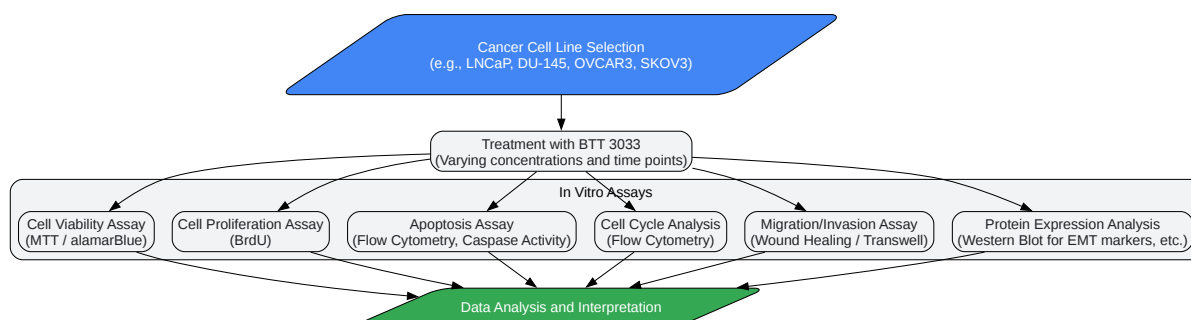 Cancer Cell Line Selection
(e.g., LNCaP, DU-145, OVCAR3, SKOV3)
Treatment with BTT 3033
(Varying concentrations and time points)
In Vitro Assays
Cell Viability Assay
(MTT / alamarBlue)
Cell Proliferation Assay
(BrdU)
Apoptosis Assay
(Flow Cytometry, Caspase Activity)
Cell Cycle Analysis
(Flow Cytometry)
Migration/Invasion Assay
(Wound Healing / Transwell)
Protein Expression Analysis
(Western Blot for EMT markers, etc.)
Data Analysis and Interpretation